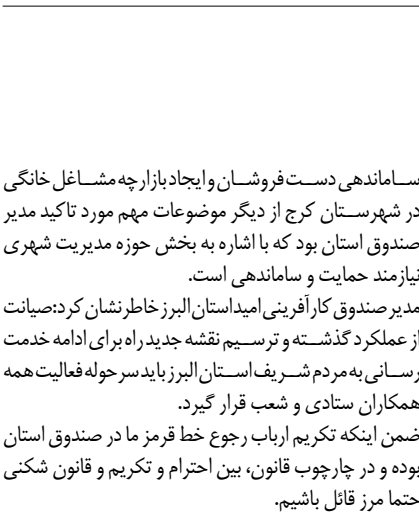 ساماندهی دست‌فروشان و ایجاد بازارچه مشاغل خانگی
در شهرستان کرج از دیگر موضوعات مهم مورد تاکید مدیر
صندوق استان بود که با اشاره به بخش حوزه مدیریت شهری
نیازمند حمایت و ساماندهی است.
مدیر صندوق کارآفرینی امید استان البرز خاطرنشان کرد:صیانت
از عملکرد گذشته و ترسیم نقشه جدید راه برای ادامه خدمت
رسانی به مردم شریف استان البرز باید سرحوله فعالیت همه
همکاران ستادی و شعب قرار گیرد.
ضمن اینکه تکریم ارباب رجوع خط قرمز ما در صندوق استان
بوده و در چارچوب قانون، بین احترام و تکریم و قانون شکنی
حتما مرز قائل باشیم.